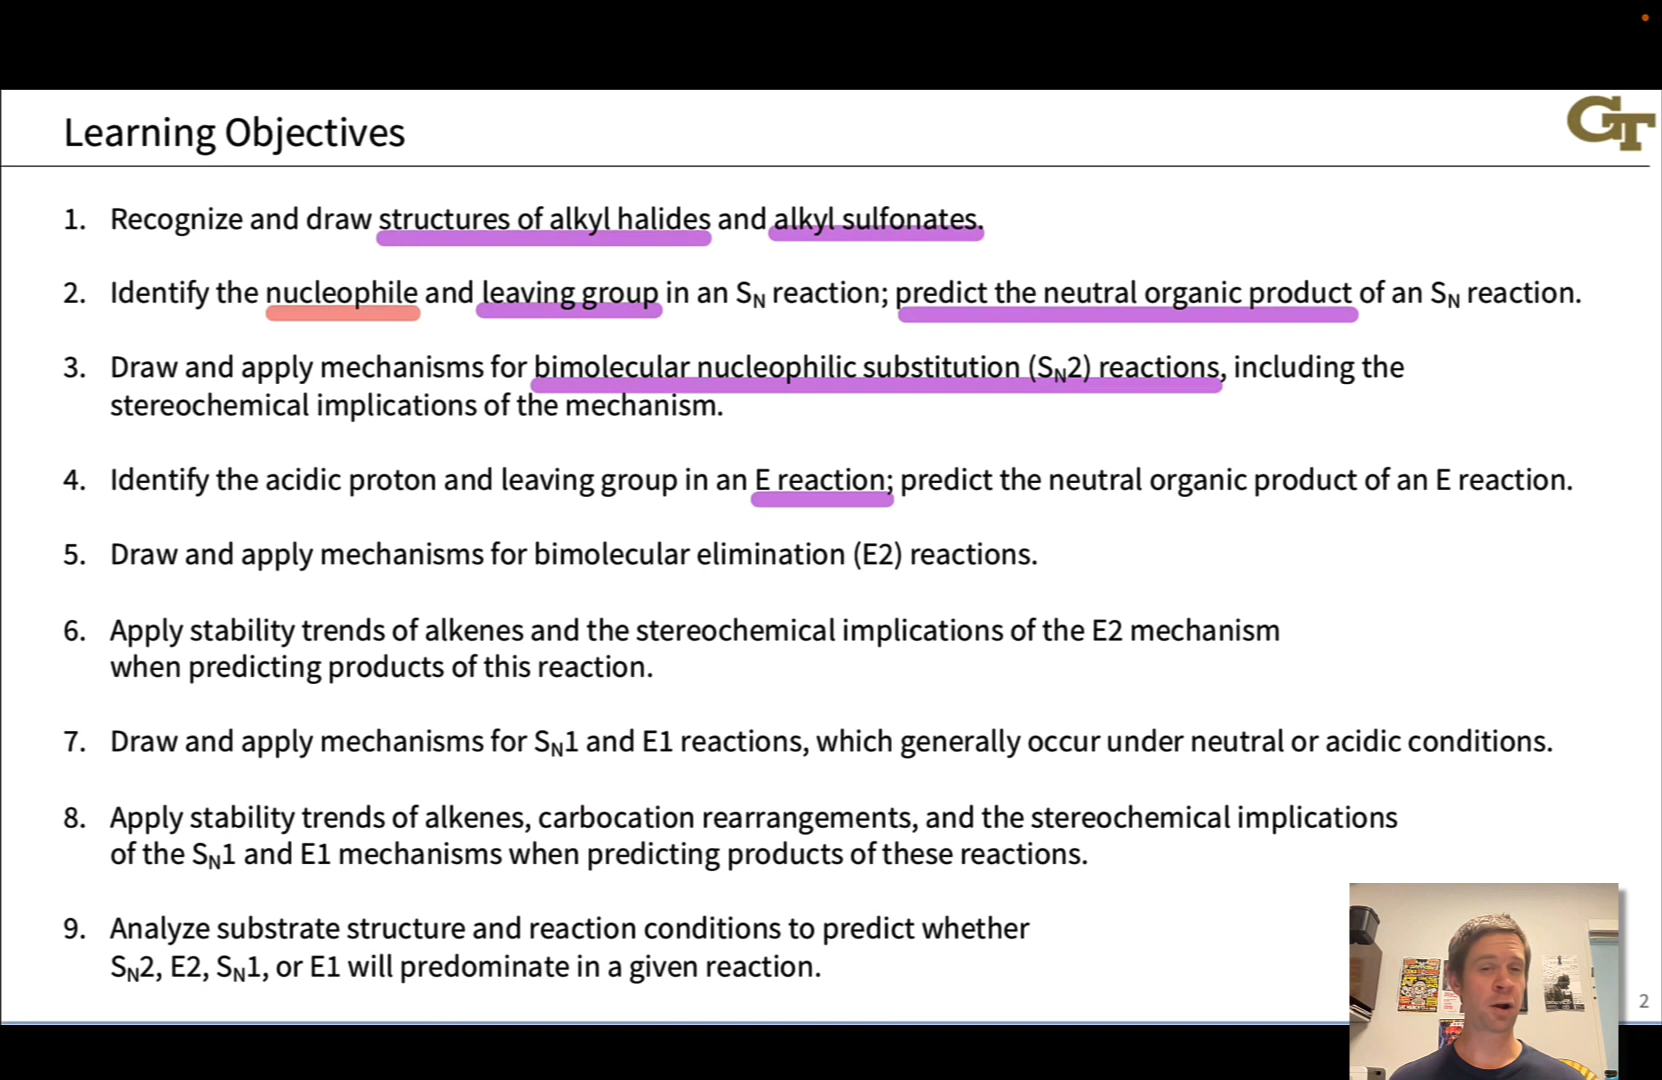 Learning Objectives
GT
1. Recognize and draw structures of alkyl halides and alkyl sulfonates.
2. Identify the nucleophile and leaving group in an SN reaction; predict the neutral organic product of an SN reaction.
3. Draw and apply mechanisms for bimolecular nucleophilic substitution (SN2) reactions, including the
stereochemical implications of the mechanism.
4. Identify the acidic proton and leaving group in an E reaction; predict the neutral organic product of an E reaction.
5. Draw and apply mechanisms for bimolecular elimination (E2) reactions.
6. Apply stability trends of alkenes and the stereochemical implications of the E2 mechanism
when predicting products of this reaction.
7. Draw and apply mechanisms for SN1 and E1 reactions, which generally occur under neutral or acidic conditions.
8. Apply stability trends of alkenes, carbocation rearrangements, and the stereochemical implications
of the SN1 and E1 mechanisms when predicting products of these reactions.
9. Analyze substrate structure and reaction conditions to predict whether
SN2, E2, SN1, or E1 will predominate in a given reaction.
2